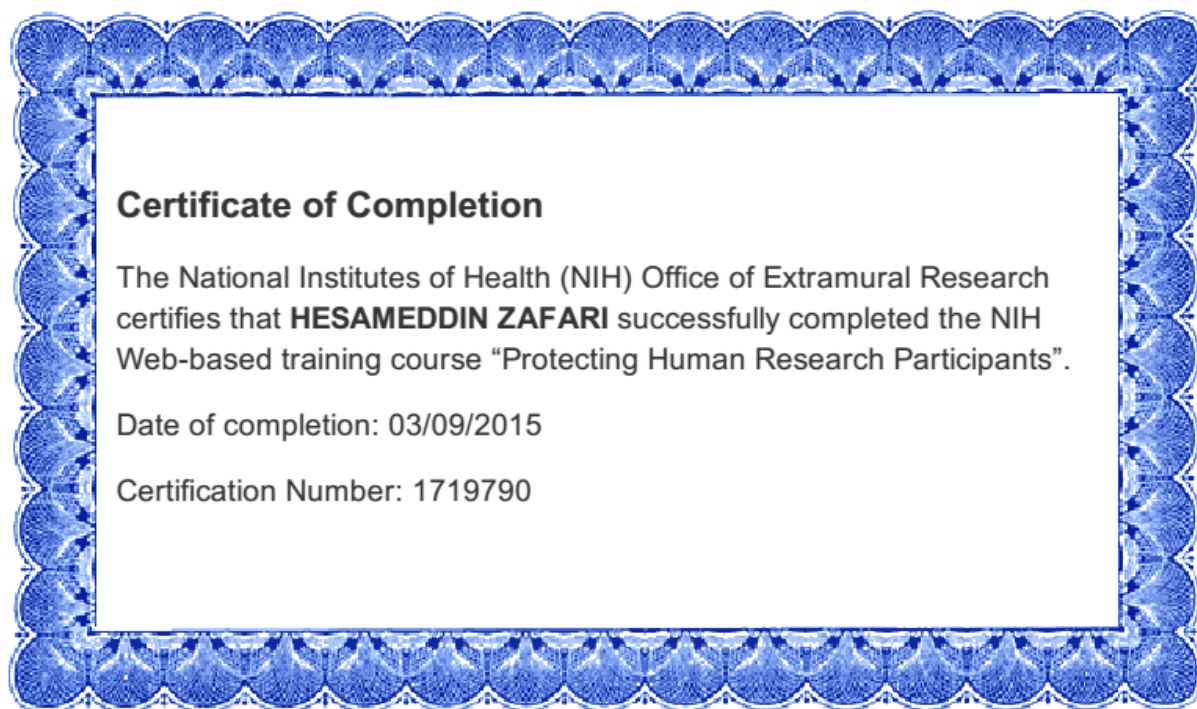 Certificate of Completion
The National Institutes of Health (NIH) Office of Extramural Research
certifies that HESAMEDDIN ZAFARI successfully completed the NIH
Web-based training course “Protecting Human Research Participants”.
Date of completion: 03/09/2015
Certification Number: 1719790